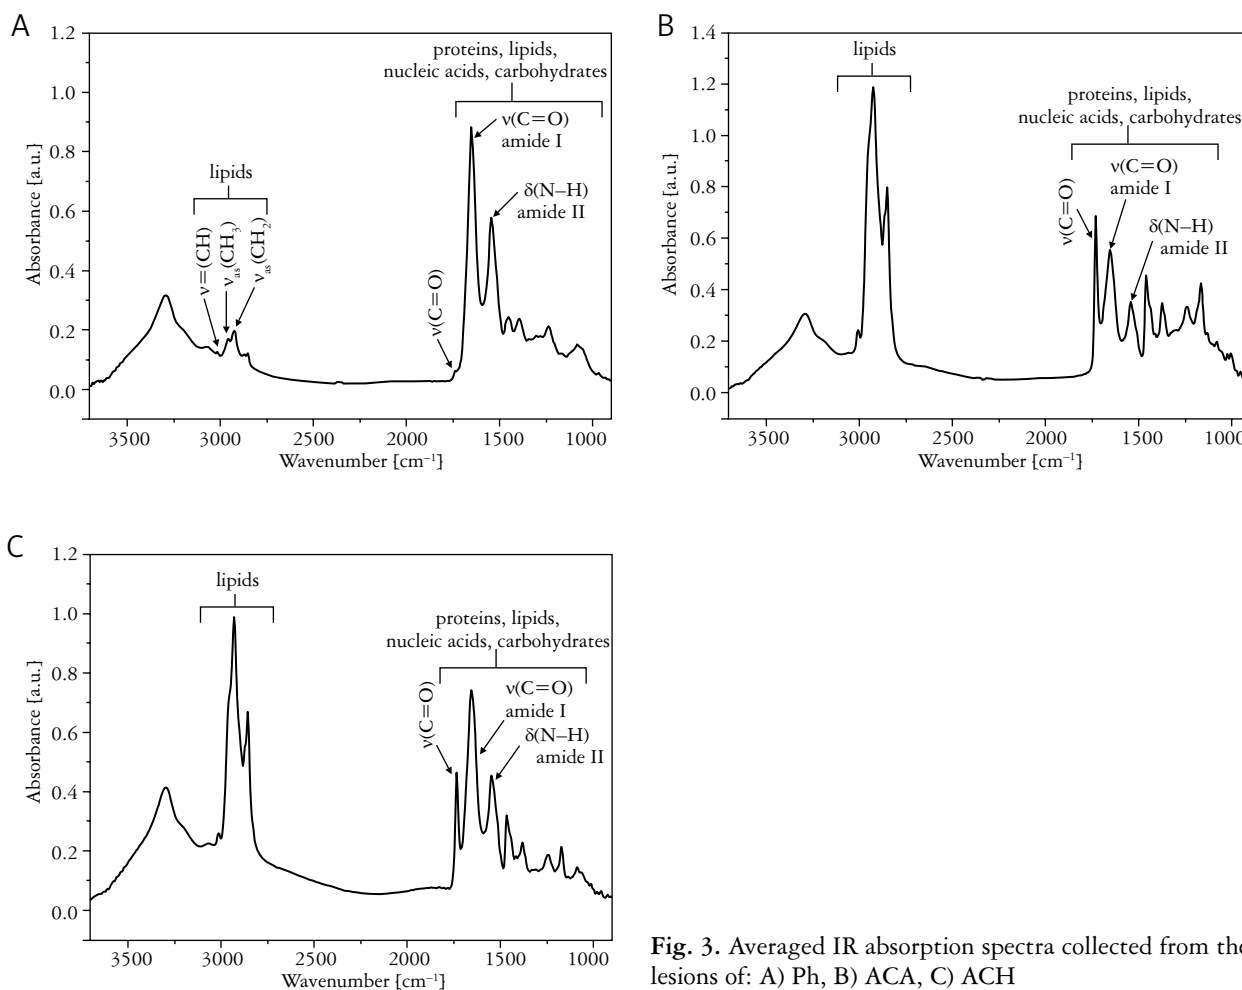 A
1.2
1.0
0.8
0.6
0.4
0.2
0.0
Absorbance [a.u.]
3500 3000 2500 2000 1500 1000
Wavenumber [cm⁻¹]
lipids
ν=(CH)
νas(CH3)
νas(CH2)
proteins, lipids,
nucleic acids, carbohydrates
ν(C=O)
ν(C=O)
amide I
δ(N–H)
amide II
B
1.4
1.2
1.0
0.8
0.6
0.4
0.2
0.0
Absorbance [a.u.]
3500 3000 2500 2000 1500 1000
Wavenumber [cm⁻¹]
lipids
proteins, lipids,
nucleic acids, carbohydrates
ν(C=O)
ν(C=O)
amide I
δ(N–H)
amide II
C
1.2
1.0
0.8
0.6
0.4
0.2
0.0
Absorbance [a.u.]
3500 3000 2500 2000 1500 1000
Wavenumber [cm⁻¹]
lipids
proteins, lipids,
nucleic acids, carbohydrates
ν(C=O)
ν(C=O)
amide I
δ(N–H)
amide II
Fig. 3. Averaged IR absorption spectra collected from the
lesions of: A) Ph, B) ACA, C) ACH